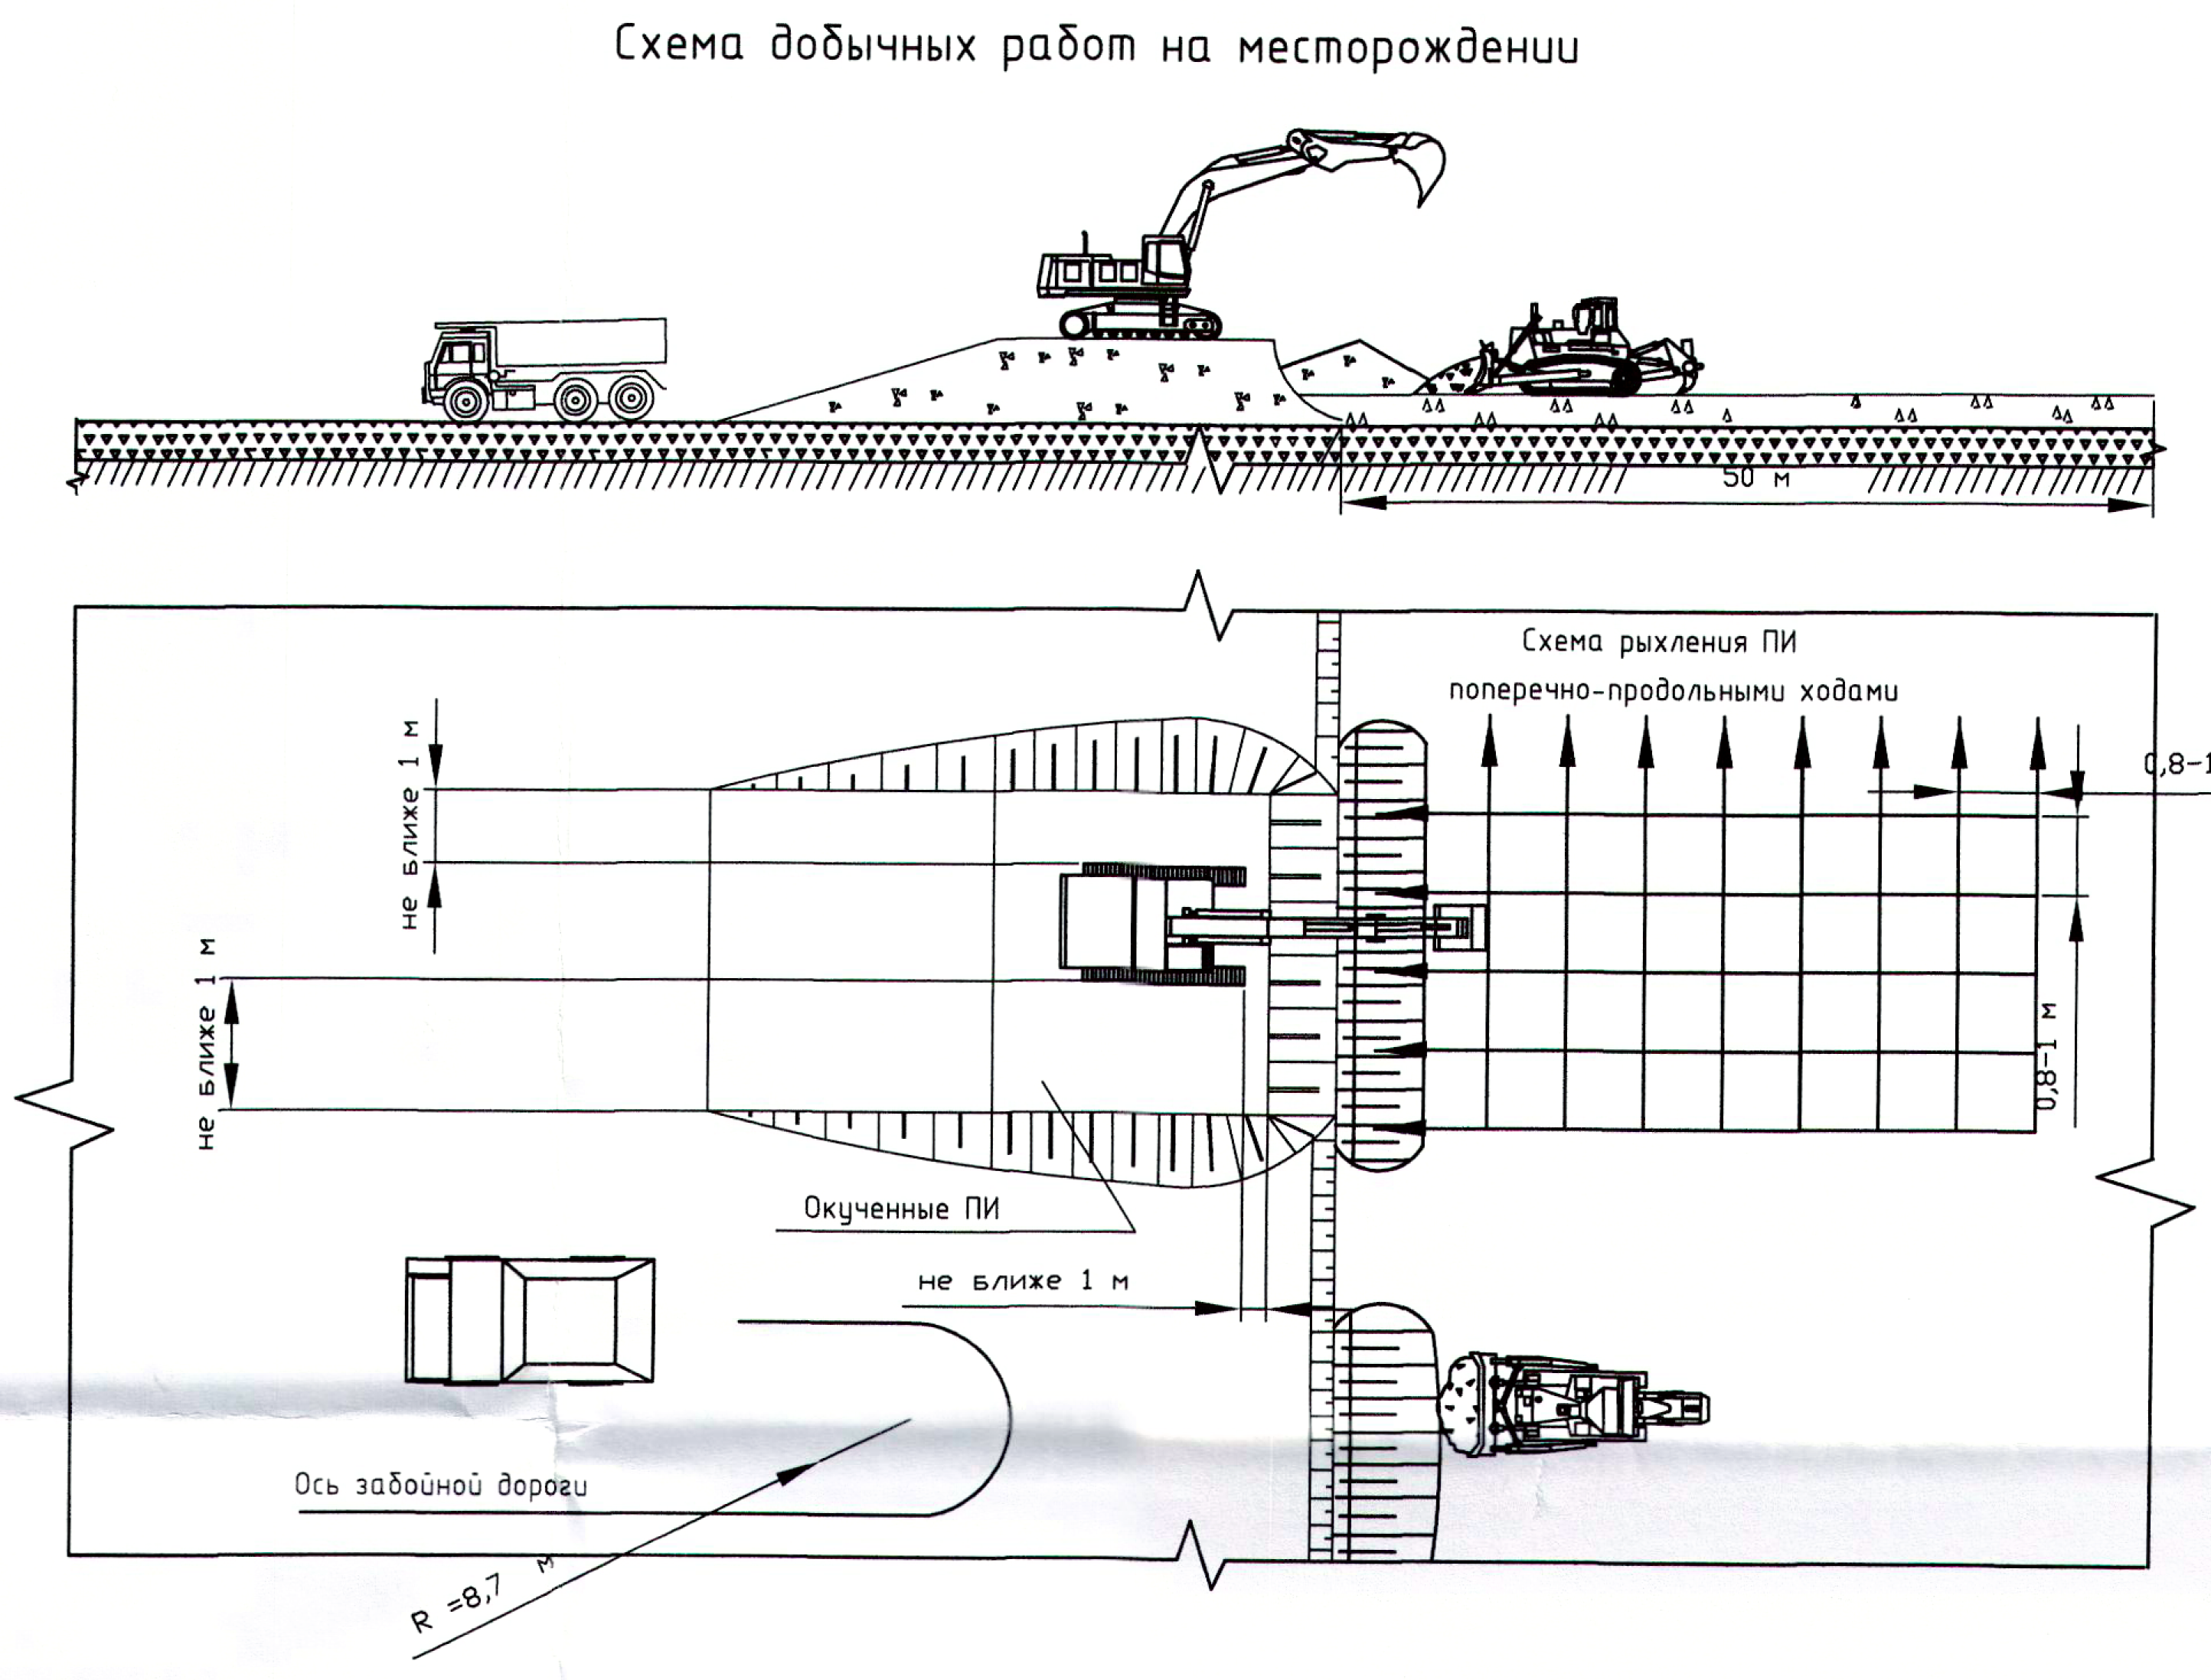 Схема добычных работ на месторождении
50 м
Схема рыхления ПИ
поперечно-продольными ходами
не ближе 1 м
0,8-1
не ближе 1 м
0,8-1 м
Окученные ПИ
не ближе 1 м
Ось забойной дороги
R =8,7 м